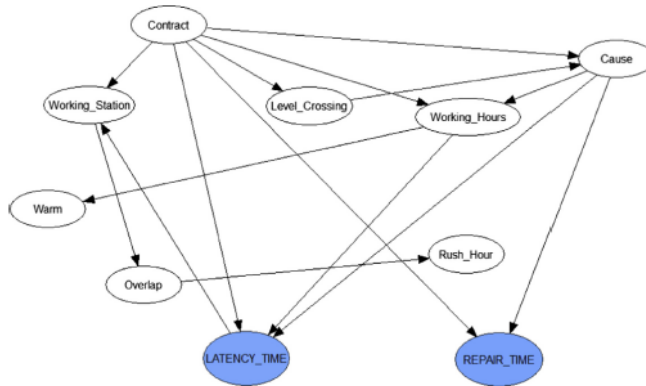 Contract
Cause
Working_Station
Level_Crossing
Working_Hours
Warm
Rush_Hour
Overlap
LATENCY_TIME
REPAIR_TIME